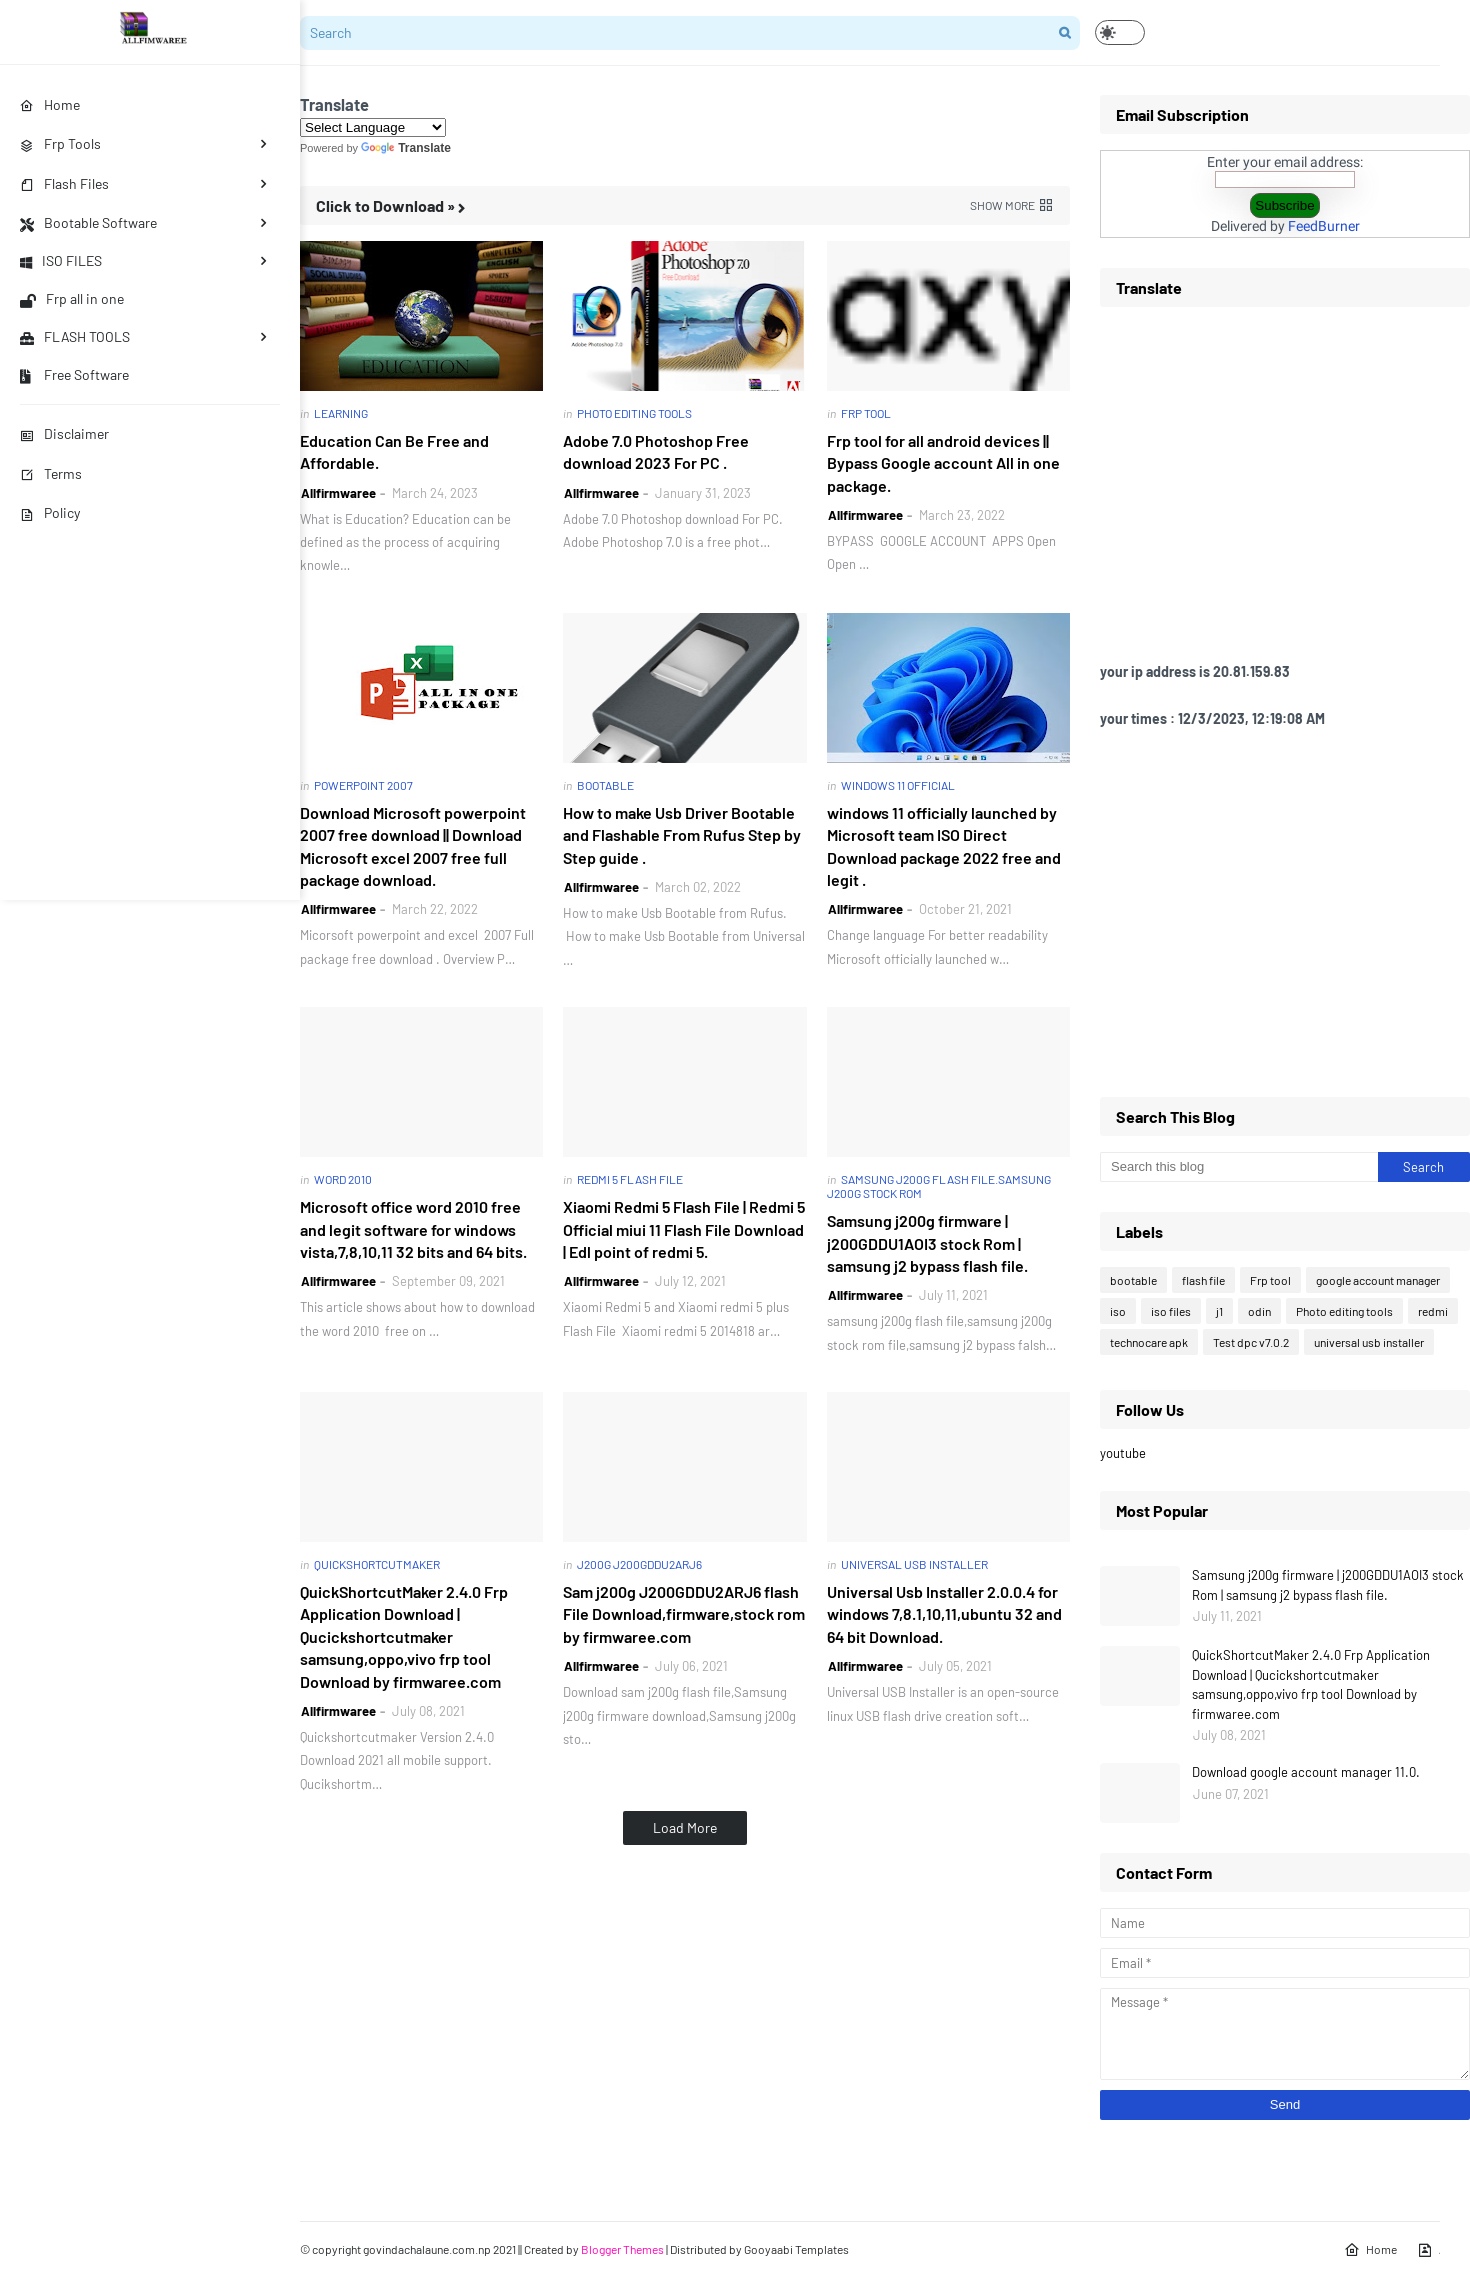 ALLFIMWAREE
Home
Frp Tools
Flash Files
Bootable Software
ISO FILES
Frp all in one
FLASH TOOLS
Free Software
Disclaimer
Terms
Policy
Search
Translate
Select Language
Powered by Google Translate
Click to Download »
SHOW MORE
EDUCATION
in LEARNING
Education Can Be Free and
Affordable.
Allfirmwaree - March 24, 2023
What is Education? Education can be
defined as the process of acquiring
knowle…
Adobe
Photoshop 7.0
Free Download
Adobe Photoshop 7.0
in PHOTO EDITING TOOLS
Adobe 7.0 Photoshop Free
download 2023 For PC .
Allfirmwaree - January 31, 2023
Adobe 7.0 Photoshop download For PC.
Adobe Photoshop 7.0 is a free phot…
axy
in FRP TOOL
Frp tool for all android devices ||
Bypass Google account All in one
package.
Allfirmwaree - March 23, 2022
BYPASS GOOGLE ACCOUNT APPS Open
Open …
ALL IN ONE
PACKAGE
in POWERPOINT 2007
Download Microsoft powerpoint
2007 free download || Download
Microsoft excel 2007 free full
package download.
Allfirmwaree - March 22, 2022
Micorsoft powerpoint and excel 2007 Full
package free download . Overview P…
in BOOTABLE
How to make Usb Driver Bootable
and Flashable From Rufus Step by
Step guide .
Allfirmwaree - March 02, 2022
How to make Usb Bootable from Rufus.
How to make Usb Bootable from Universal
…
in WINDOWS 11 OFFICIAL
windows 11 officially launched by
Microsoft team ISO Direct
Download package 2022 free and
legit .
Allfirmwaree - October 21, 2021
Change language For better readability
Microsoft officially launched w…
in WORD 2010
Microsoft office word 2010 free
and legit software for windows
vista,7,8,10,11 32 bits and 64 bits.
Allfirmwaree - September 09, 2021
This article shows about how to download
the word 2010 free on …
in REDMI 5 FLASH FILE
Xiaomi Redmi 5 Flash File | Redmi 5
Official miui 11 Flash File Download
| Edl point of redmi 5.
Allfirmwaree - July 12, 2021
Xiaomi Redmi 5 and Xiaomi redmi 5 plus
Flash File Xiaomi redmi 5 2014818 ar…
in SAMSUNG J200G FLASH FILE.SAMSUNG
J200G STOCK ROM
Samsung j200g firmware |
j200GDDU1AOI3 stock Rom |
samsung j2 bypass flash file.
Allfirmwaree - July 11, 2021
samsung j200g flash file,samsung j200g
stock rom file,samsung j2 bypass falsh…
in QUICKSHORTCUTMAKER
QuickShortcutMaker 2.4.0 Frp
Application Download |
Qucickshortcutmaker
samsung,oppo,vivo frp tool
Download by firmwaree.com
Allfirmwaree - July 08, 2021
Quickshortcutmaker Version 2.4.0
Download 2021 all mobile support.
Qucikshortm…
in J200G J200GDDU2ARJ6
Sam j200g J200GDDU2ARJ6 flash
File Download,firmware,stock rom
by firmwaree.com
Allfirmwaree - July 06, 2021
Download sam j200g flash file,Samsung
j200g firmware download,Samsung j200g
sto…
in UNIVERSAL USB INSTALLER
Universal Usb Installer 2.0.0.4 for
windows 7,8.1,10,11,ubuntu 32 and
64 bit Download.
Allfirmwaree - July 05, 2021
Universal USB Installer is an open-source
linux USB flash drive creation soft…
Load More
Email Subscription
Enter your email address:
Subscribe
Delivered by FeedBurner
Translate
your ip address is 20.81.159.83
your times : 12/3/2023, 12:19:08 AM
Search This Blog
Search this blog
Search
Labels
bootable flash file Frp tool google account manager
iso iso files j1 odin Photo editing tools redmi
technocare apk Test dpc v7.0.2 universal usb installer
Follow Us
youtube
Most Popular
Samsung j200g firmware | j200GDDU1AOI3 stock
Rom | samsung j2 bypass flash file.
July 11, 2021
QuickShortcutMaker 2.4.0 Frp Application
Download | Qucickshortcutmaker
samsung,oppo,vivo frp tool Download by
firmwaree.com
July 08, 2021
Download google account manager 11.0.
June 07, 2021
Contact Form
Name
Email *
Message *
Send
© copyright govindachalaune.com.np 2021 || Created by Blogger Themes | Distributed by Gooyaabi Templates
Home
.